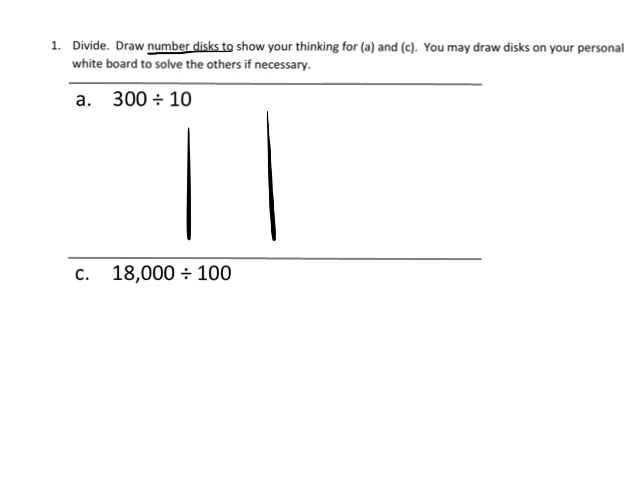 1. Divide. Draw number disks to show your thinking for (a) and (c). You may draw disks on your personal
white board to solve the others if necessary.
a. 300 ÷ 10
c. 18,000 ÷ 100